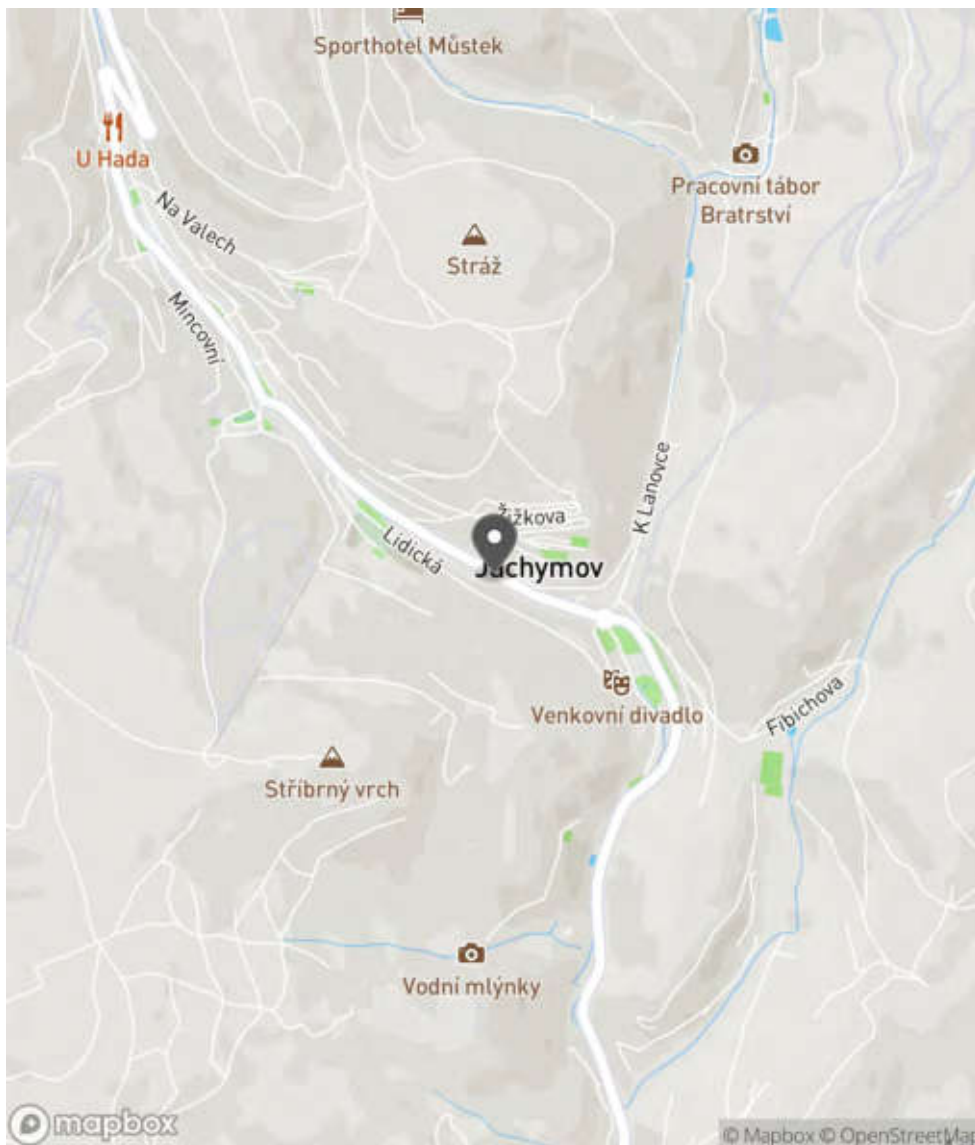 Sporthotel Můstek
U Hada
Pracovní tábor
Bratrství
Na Valech
Stráž
Mincovní
K Lanovce
Žižkova
Lidická
Jáchymov
Fibichova
Venkovní divadlo
Stříbrný vrch
Vodní mlýnky
mapbox
© Mapbox © OpenStreetMap